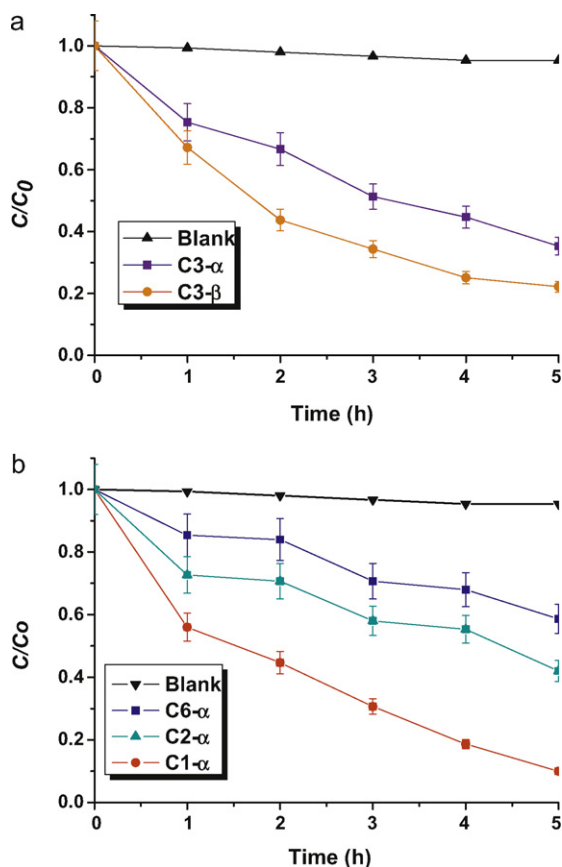 a
1.0
0.8
0.6
0.4
0.2
0.0
C/C0
Blank
C3-α
C3-β
0 1 2 3 4 5
Time (h)
b
1.0
0.8
0.6
0.4
0.2
0.0
C/Co
Blank
C6-α
C2-α
C1-α
0 1 2 3 4 5
Time (h)